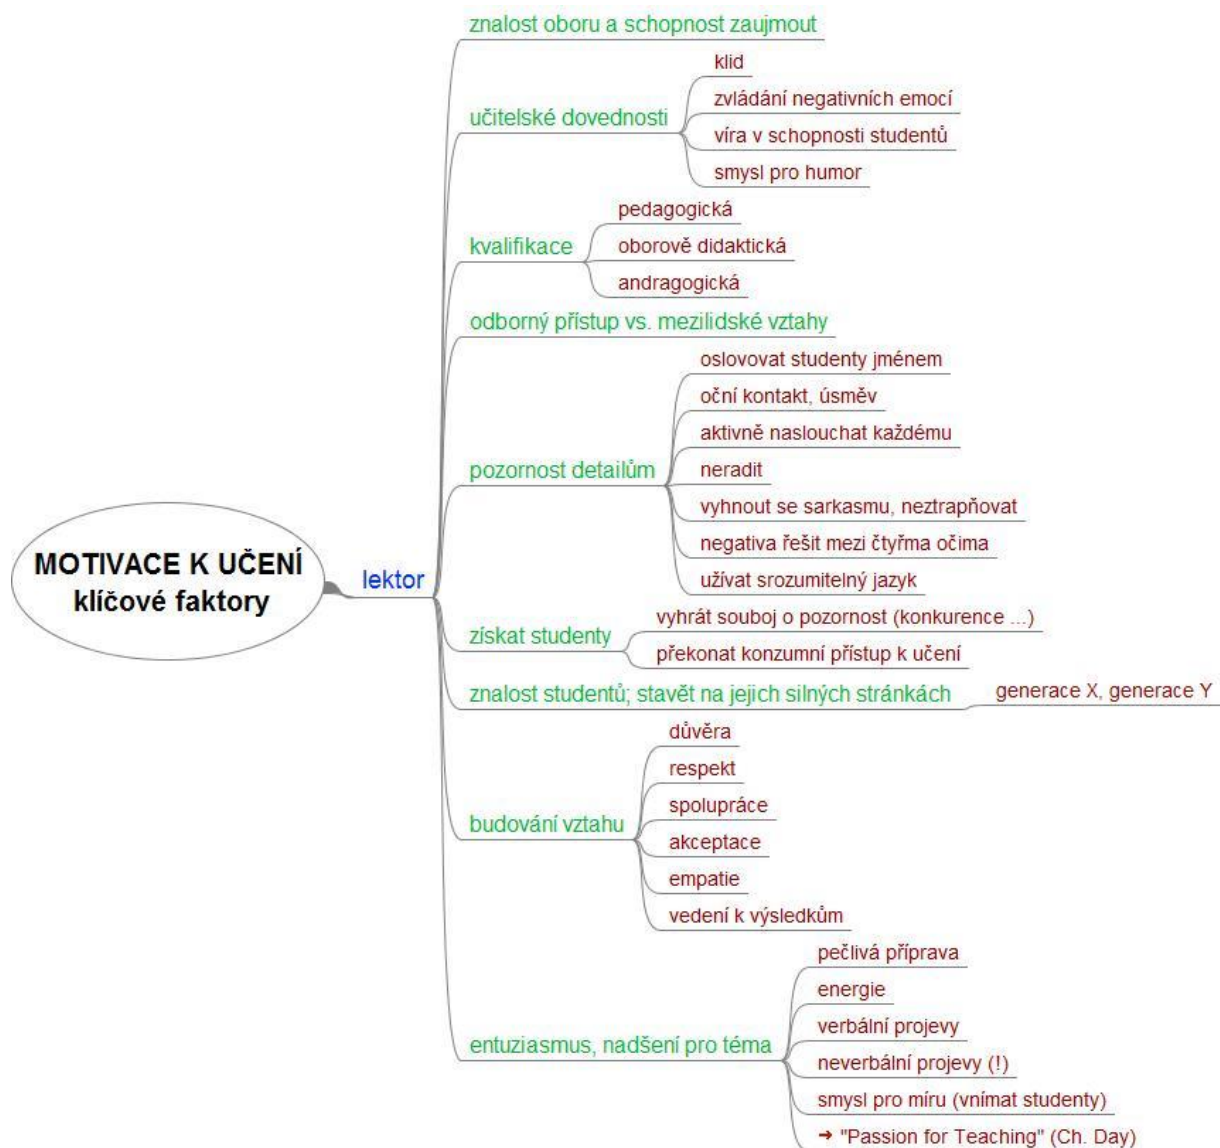 MOTIVACE K UČENÍ
klíčové faktory
lektor
znalost oboru a schopnost zaujmout
učitelské dovednosti
klid
zvládání negativních emocí
víra v schopnosti studentů
smysl pro humor
kvalifikace
pedagogická
oborově didaktická
andragogická
odborný přístup vs. mezilidské vztahy
pozornost detailům
oslovovat studenty jménem
oční kontakt, úsměv
aktivně naslouchat každému
neradit
vyhnout se sarkasmu, neztrapňovat
negativa řešit mezi čtyřma očima
užívat srozumitelný jazyk
získat studenty
vyhrát souboj o pozornost (konkurence ...)
překonat konzumní přístup k učení
znalost studentů; stavět na jejich silných stránkách
generace X, generace Y
budování vztahu
důvěra
respekt
spolupráce
akceptace
empatie
vedení k výsledkům
entuziasmus, nadšení pro téma
pečlivá příprava
energie
verbální projevy
neverbální projevy (!)
smysl pro míru (vnímat studenty)
➔ "Passion for Teaching" (Ch. Day)